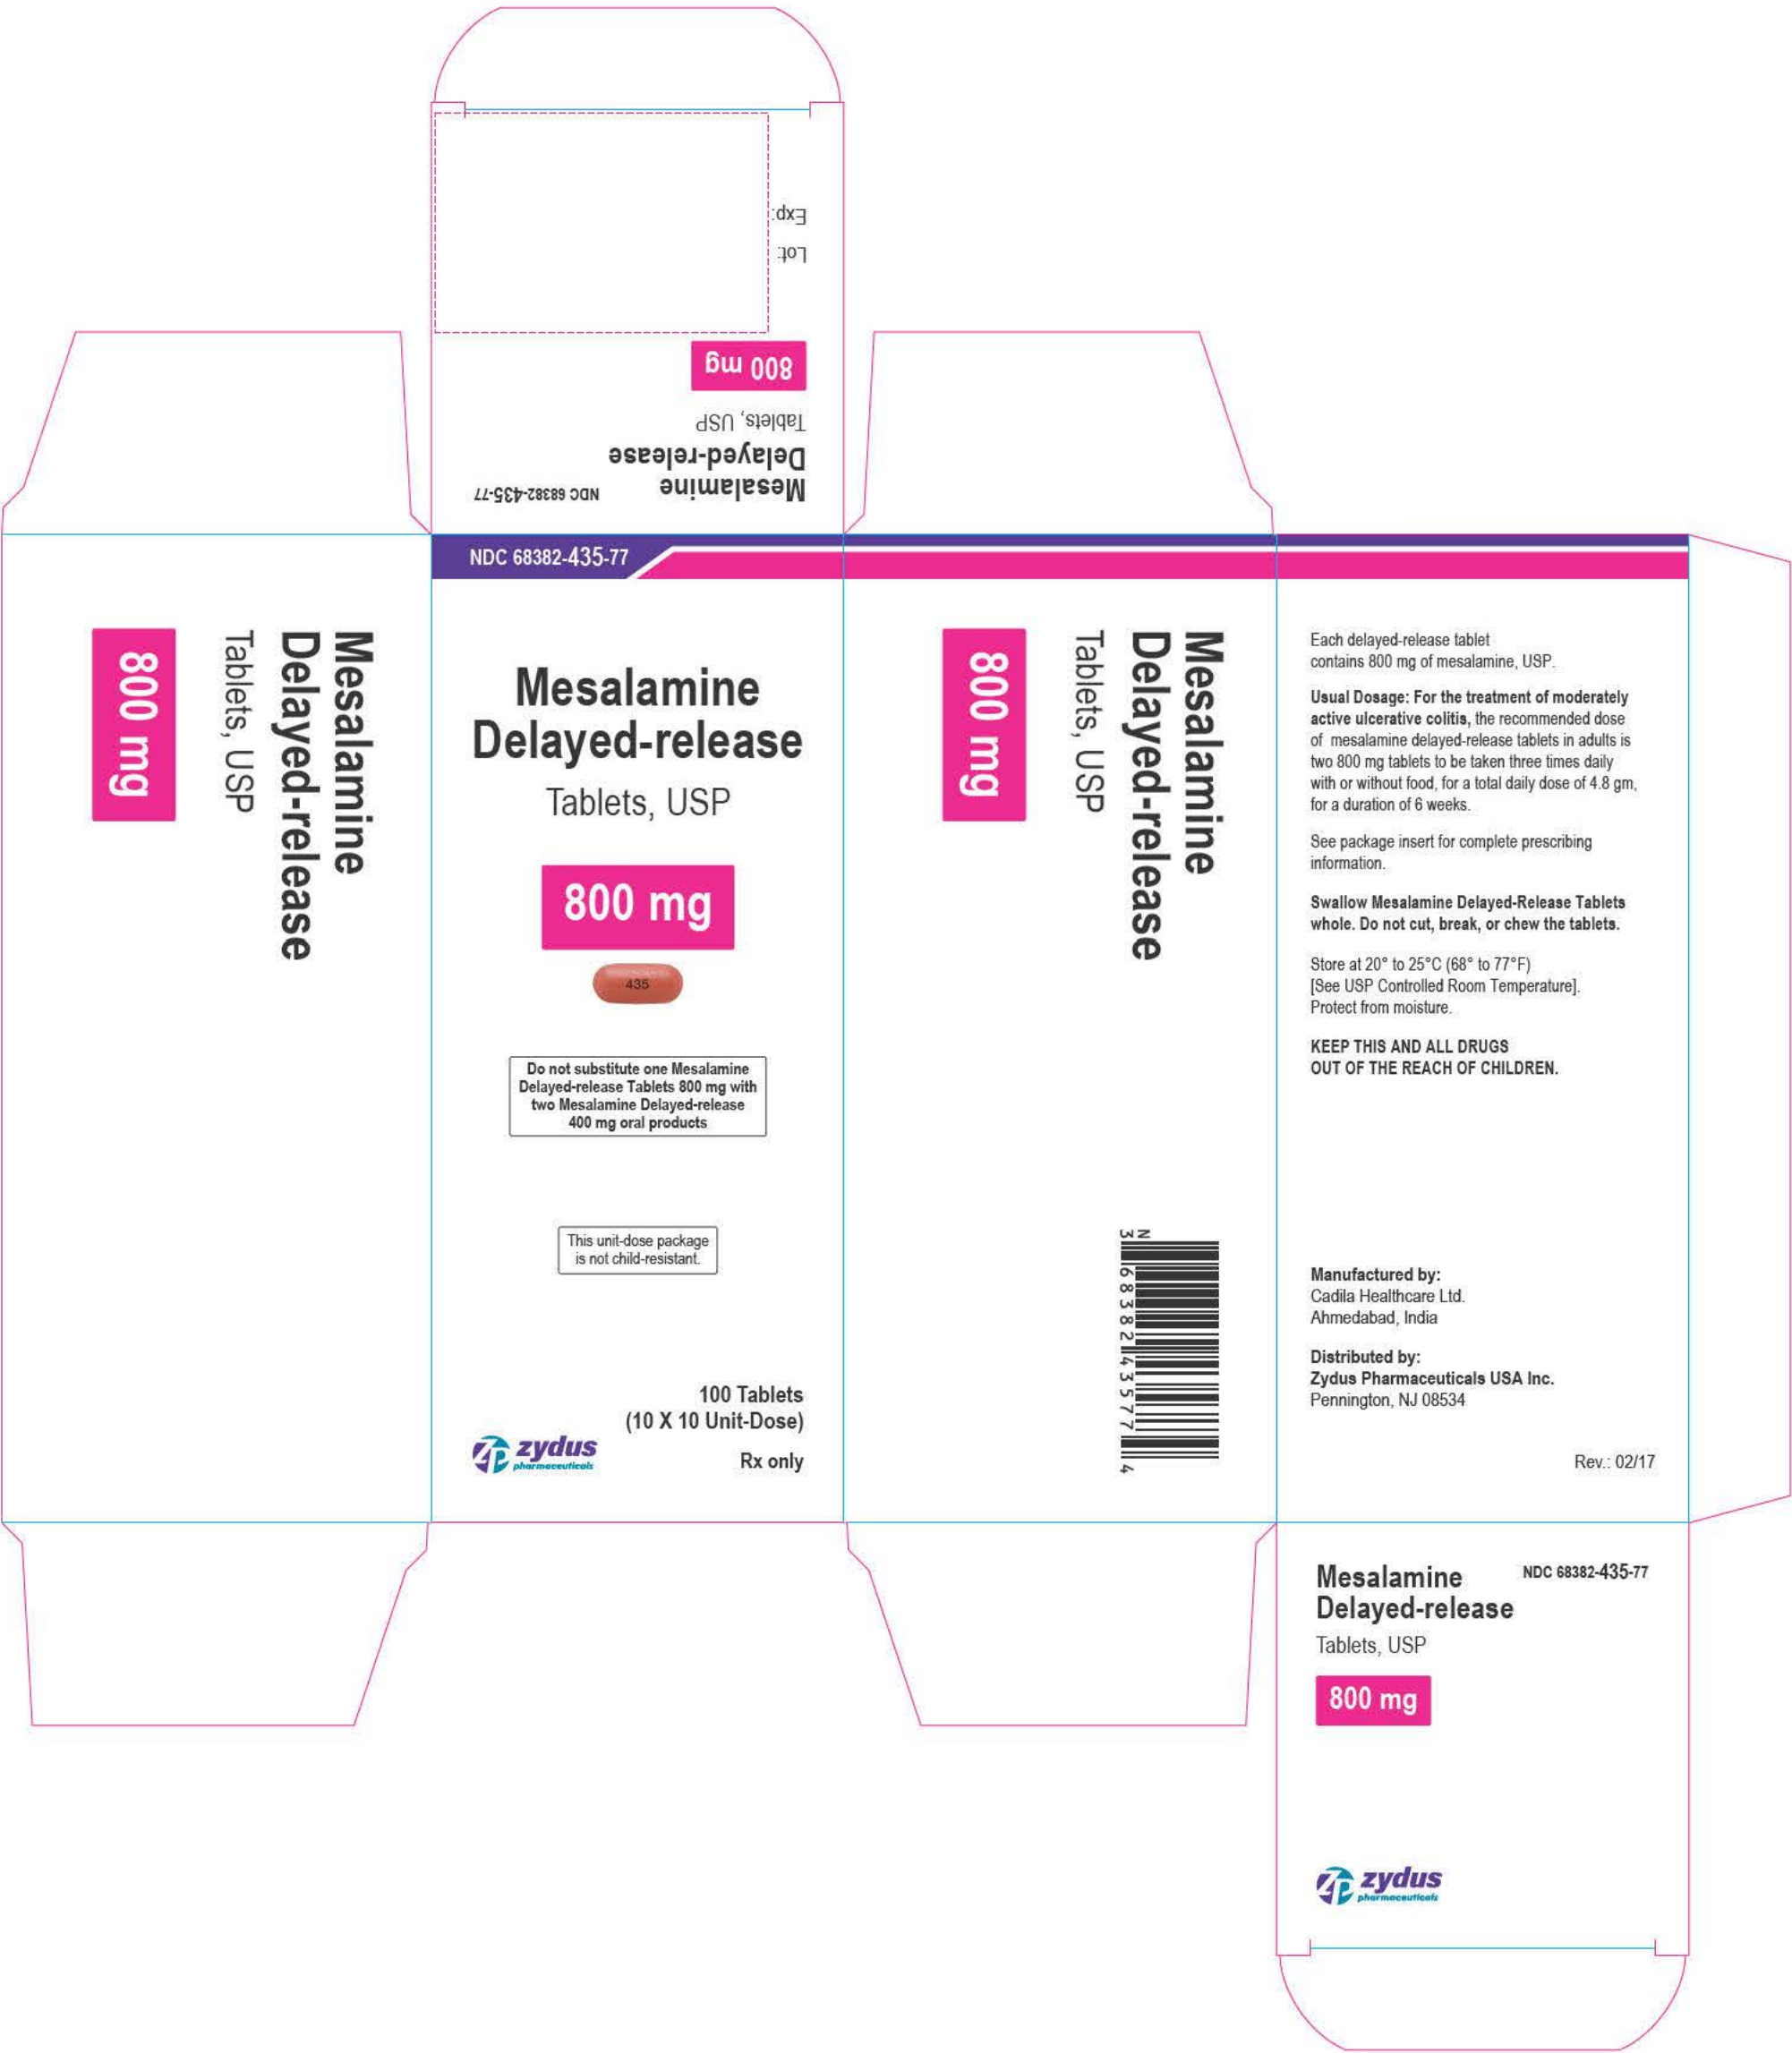 Exp:
Lot:
800 mg
Tablets, USP
Delayed-release
Mesalamine
NDC 68382-435-77
NDC 68382-435-77
Mesalamine
Delayed-release
Tablets, USP
800 mg
Mesalamine
Delayed-release
Tablets, USP
800 mg
435
Do not substitute one Mesalamine
Delayed-release Tablets 800 mg with
two Mesalamine Delayed-release
400 mg oral products
This unit-dose package
is not child-resistant.
100 Tablets
(10 X 10 Unit-Dose)
Rx only
zydus
pharmaceuticals
Mesalamine
Delayed-release
Tablets, USP
800 mg
N
3 68382 43577 4
Each delayed-release tablet
contains 800 mg of mesalamine, USP.
Usual Dosage: For the treatment of moderately
active ulcerative colitis, the recommended dose
of mesalamine delayed-release tablets in adults is
two 800 mg tablets to be taken three times daily
with or without food, for a total daily dose of 4.8 gm,
for a duration of 6 weeks.
See package insert for complete prescribing
information.
Swallow Mesalamine Delayed-Release Tablets
whole. Do not cut, break, or chew the tablets.
Store at 20° to 25°C (68° to 77°F)
[See USP Controlled Room Temperature].
Protect from moisture.
KEEP THIS AND ALL DRUGS
OUT OF THE REACH OF CHILDREN.
Manufactured by:
Cadila Healthcare Ltd.
Ahmedabad, India
Distributed by:
Zydus Pharmaceuticals USA Inc.
Pennington, NJ 08534
Rev.: 02/17
Mesalamine
Delayed-release
NDC 68382-435-77
Tablets, USP
800 mg
zydus
pharmaceuticals